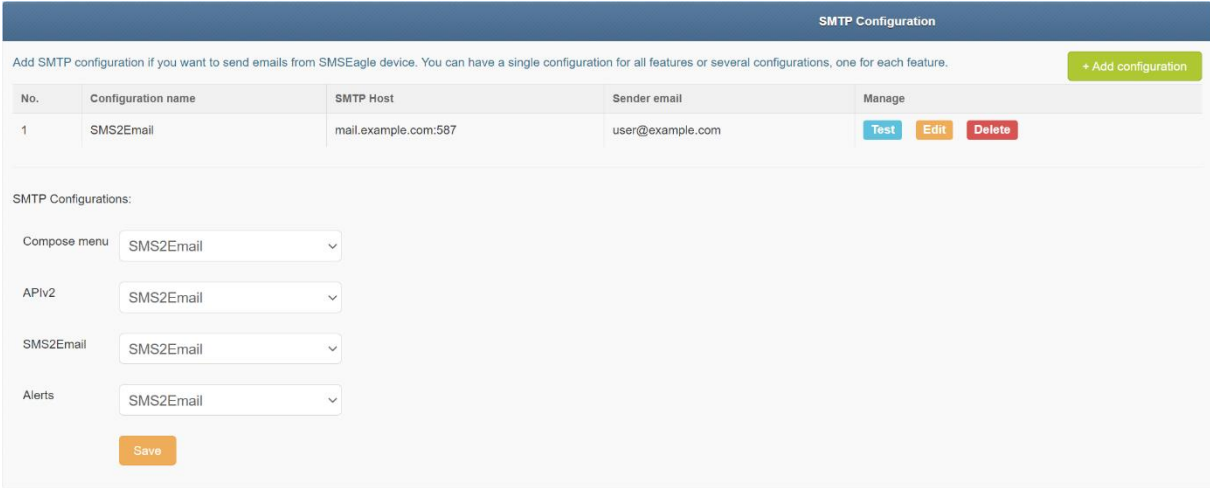 SMTP Configuration
Add SMTP configuration if you want to send emails from SMSEagle device. You can have a single configuration for all features or several configurations, one for each feature.
+ Add configuration
No. Configuration name SMTP Host Sender email Manage
1 SMS2Email mail.example.com:587 user@example.com Test Edit Delete
SMTP Configurations:
Compose menu SMS2Email
APIv2 SMS2Email
SMS2Email SMS2Email
Alerts SMS2Email
Save